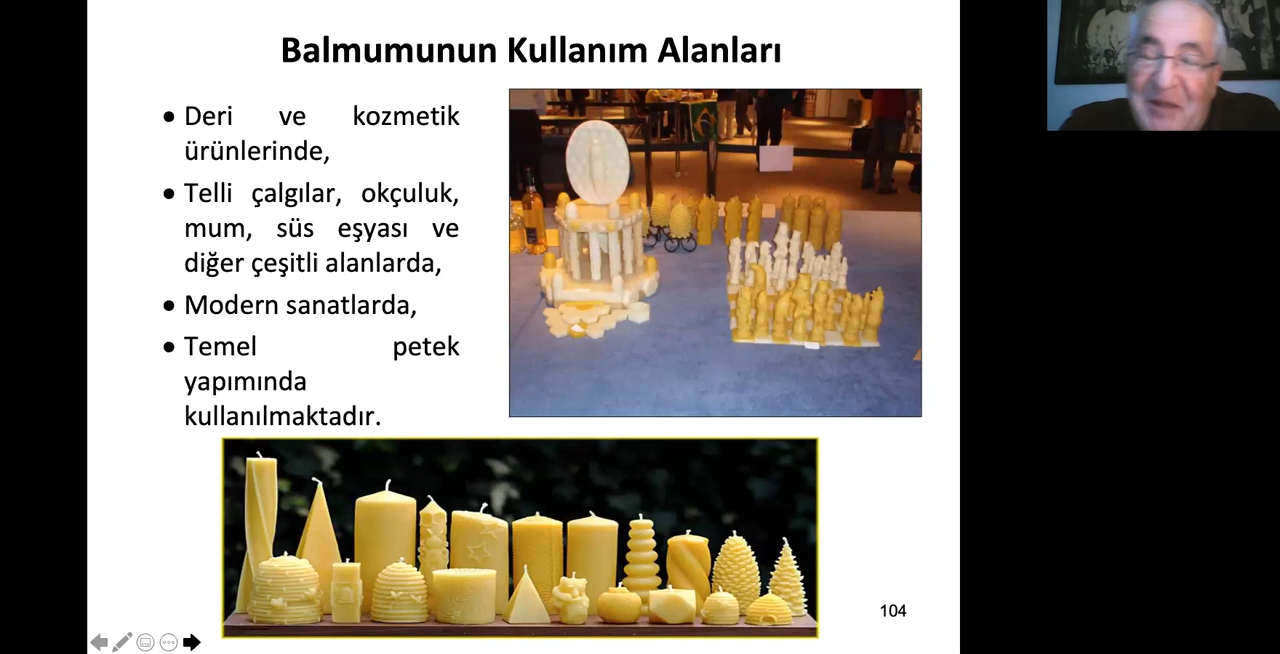 Balmumunun Kullanım Alanları
• Deri ve kozmetik
ürünlerinde,
• Telli çalgılar, okçuluk,
mum, süs eşyası ve
diğer çeşitli alanlarda,
• Modern sanatlarda,
• Temel petek
yapımında
kullanılmaktadır.
104